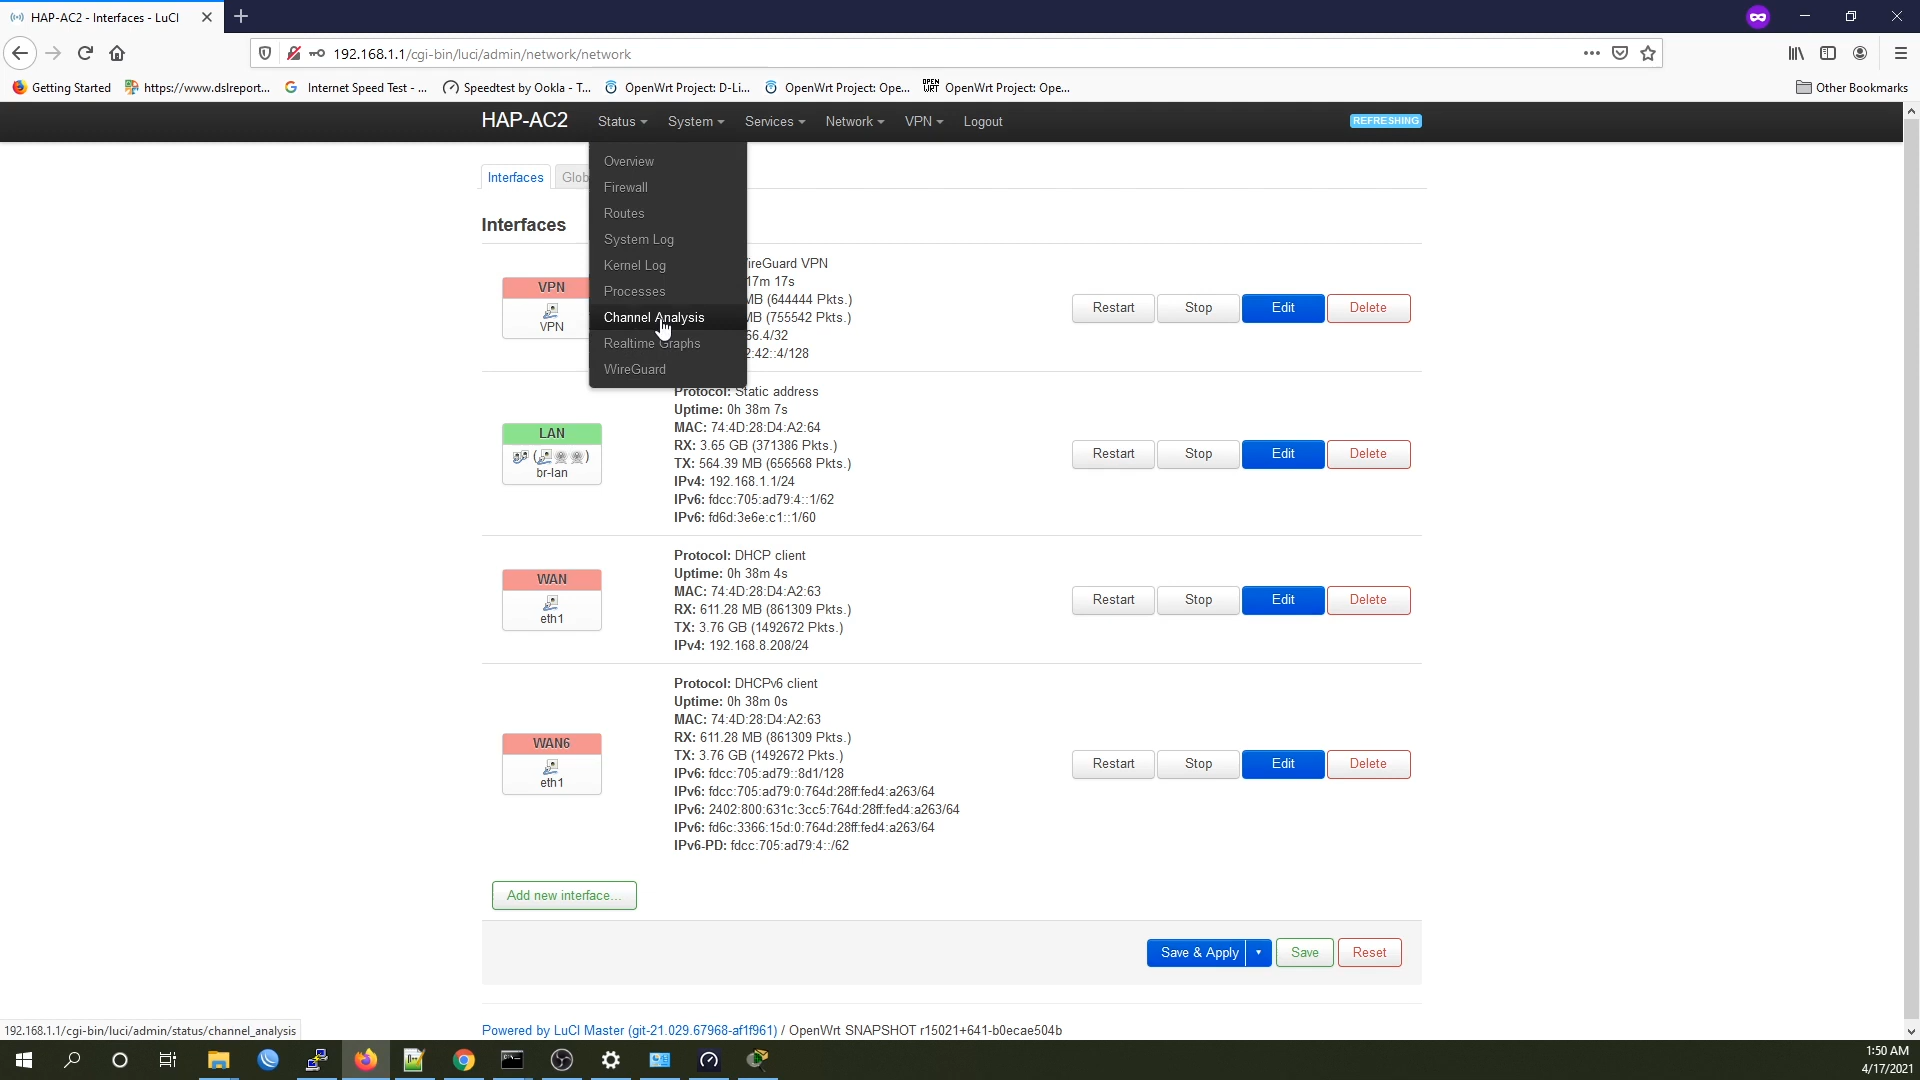 HAP-AC2 - Interfaces - LuCI
192.168.1.1/cgi-bin/luci/admin/network/network
Getting Started
https://www.dslreport...
Internet Speed Test - ...
Speedtest by Ookla - T...
OpenWrt Project: D-Li...
OpenWrt Project: Ope...
OPEN
WRT
OpenWrt Project: Ope...
Other Bookmarks
HAP-AC2
Status
System
Services
Network
VPN
Logout
REFRESHING
Overview
Firewall
Routes
System Log
Kernel Log
Processes
Channel Analysis
Realtime Graphs
WireGuard
Interfaces
Glob
Interfaces
VPN
VPN
ireGuard VPN
17m 17s
MB (644444 Pkts.)
MB (755542 Pkts.)
66.4/32
2:42::4/128
Restart
Stop
Edit
Delete
LAN
br-lan
Protocol: Static address
Uptime: 0h 38m 7s
MAC: 74:4D:28:D4:A2:64
RX: 3.65 GB (371386 Pkts.)
TX: 564.39 MB (656568 Pkts.)
IPv4: 192.168.1.1/24
IPv6: fdcc:705:ad79:4::1/62
IPv6: fd6d:3e6e:c1::1/60
Restart
Stop
Edit
Delete
WAN
eth1
Protocol: DHCP client
Uptime: 0h 38m 4s
MAC: 74:4D:28:D4:A2:63
RX: 611.28 MB (861309 Pkts.)
TX: 3.76 GB (1492672 Pkts.)
IPv4: 192.168.8.208/24
Restart
Stop
Edit
Delete
WAN6
eth1
Protocol: DHCPv6 client
Uptime: 0h 38m 0s
MAC: 74:4D:28:D4:A2:63
RX: 611.28 MB (861309 Pkts.)
TX: 3.76 GB (1492672 Pkts.)
IPv6: fdcc:705:ad79::8d1/128
IPv6: fdcc:705:ad79:0:764d:28ff:fed4:a263/64
IPv6: 2402:800:631c:3cc5:764d:28ff:fed4:a263/64
IPv6: fd6c:3366:15d:0:764d:28ff:fed4:a263/64
IPv6-PD: fdcc:705:ad79:4::/62
Restart
Stop
Edit
Delete
Add new interface...
Save & Apply
Save
Reset
Powered by LuCI Master (git-21.029.67968-af1f961) / OpenWrt SNAPSHOT r15021+641-b0ecae504b
192.168.1.1/cgi-bin/luci/admin/status/channel_analysis
1:50 AM
4/17/2021